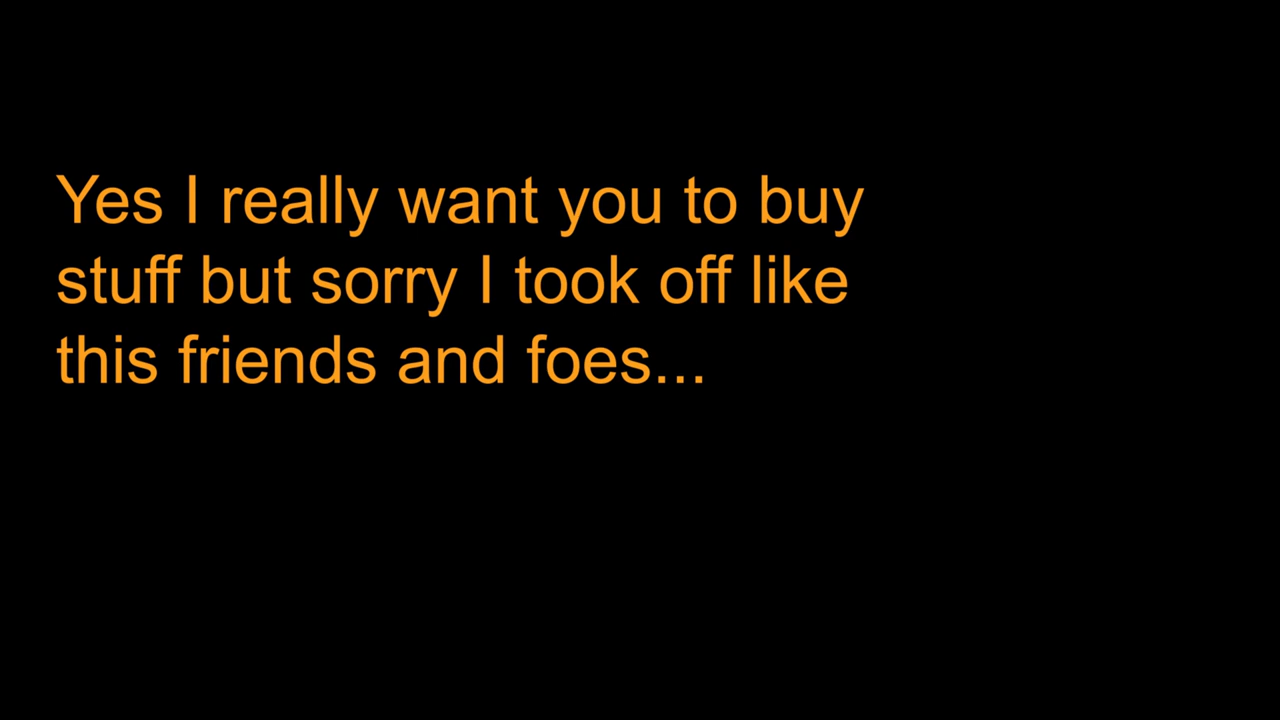 Yes I really want you to buy
stuff but sorry I took off like
this friends and foes...